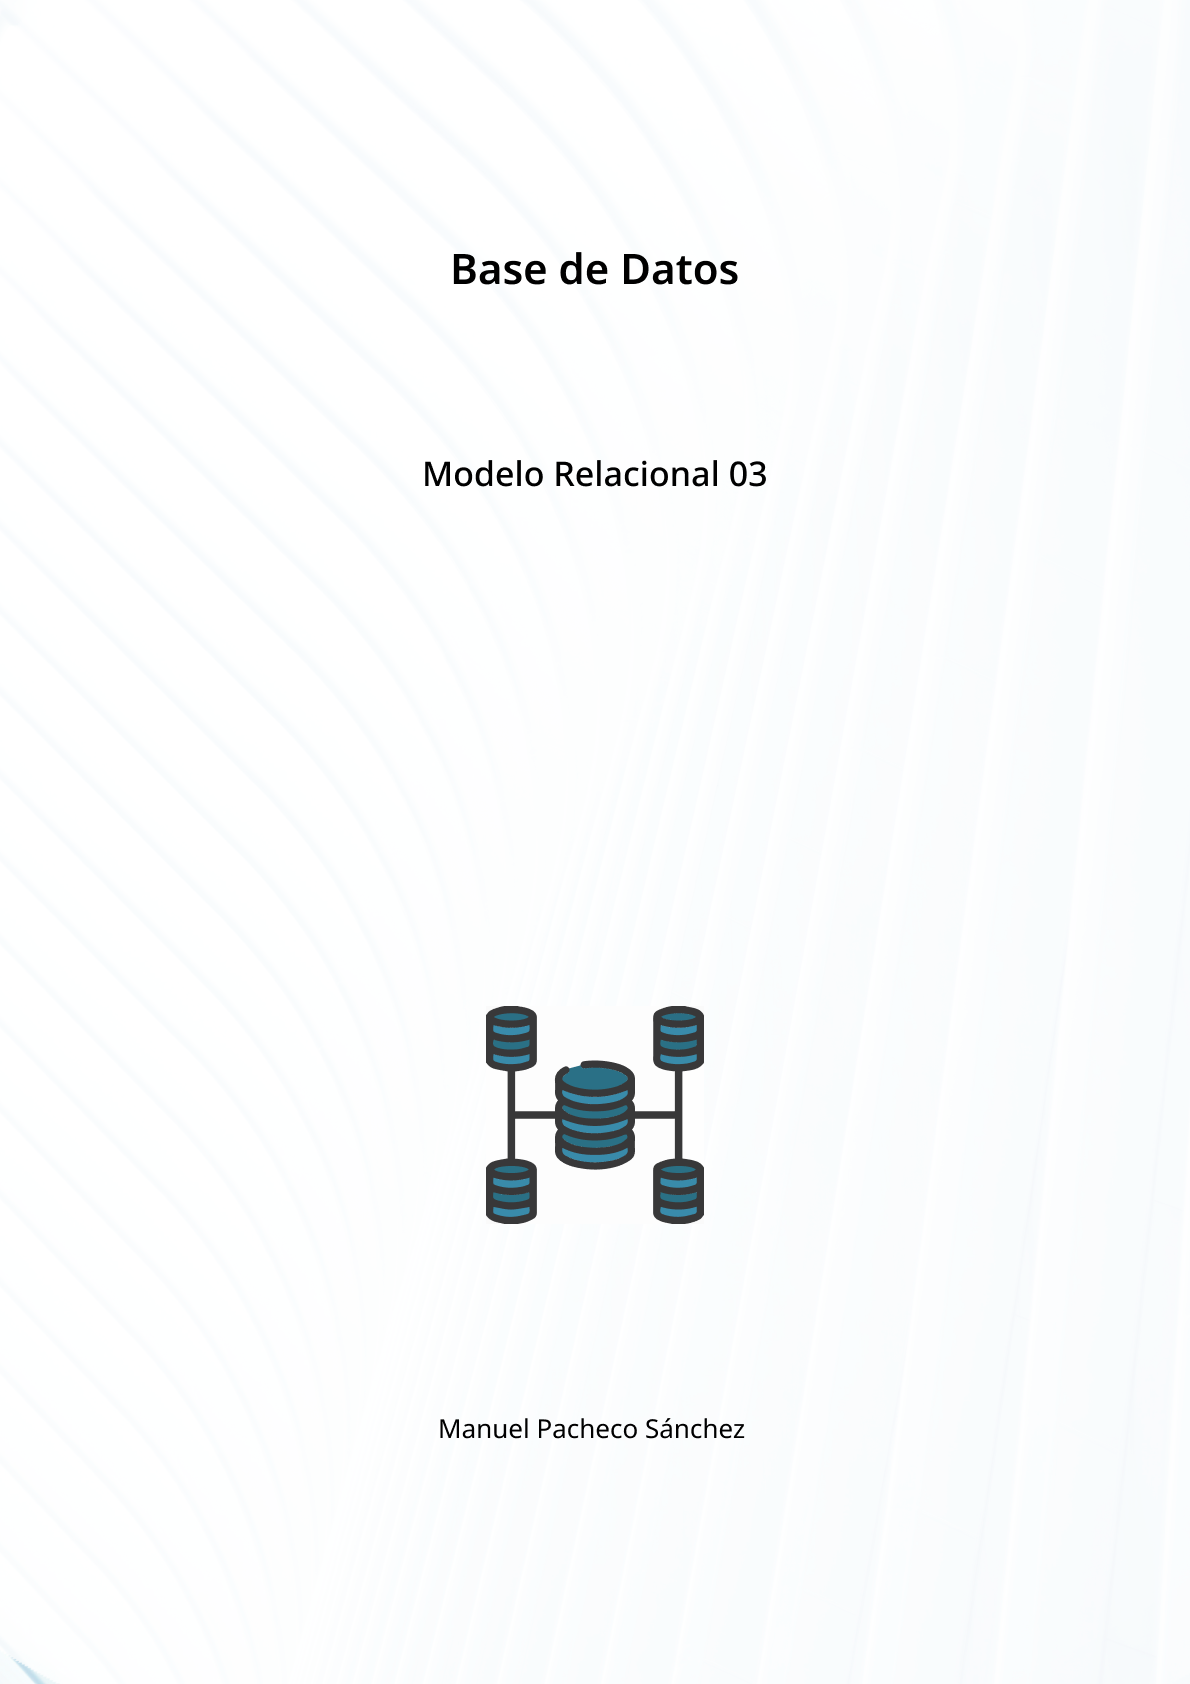 Base de Datos
Modelo Relacional 03
Manuel Pacheco Sánchez